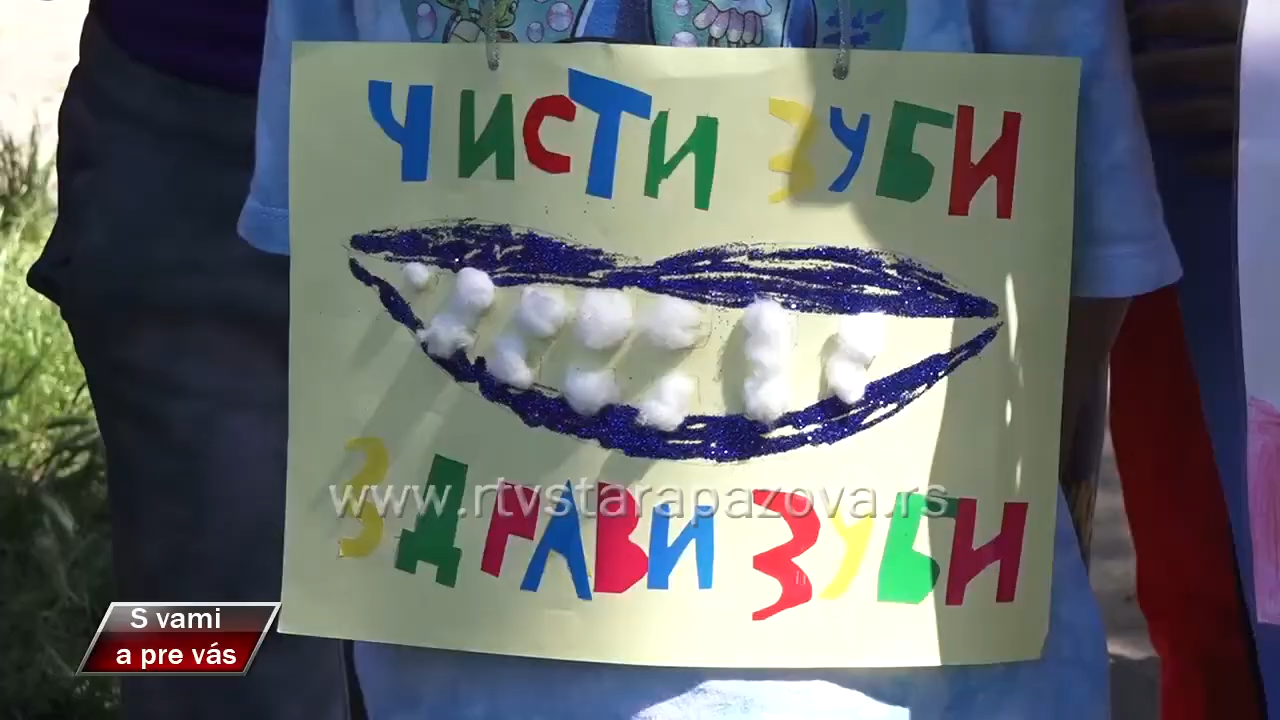 ЧИСТИ ЗУБИ
www.rtvstarapazova.rs
ЗДРАВИ ЗУБИ
S vami
a pre vás